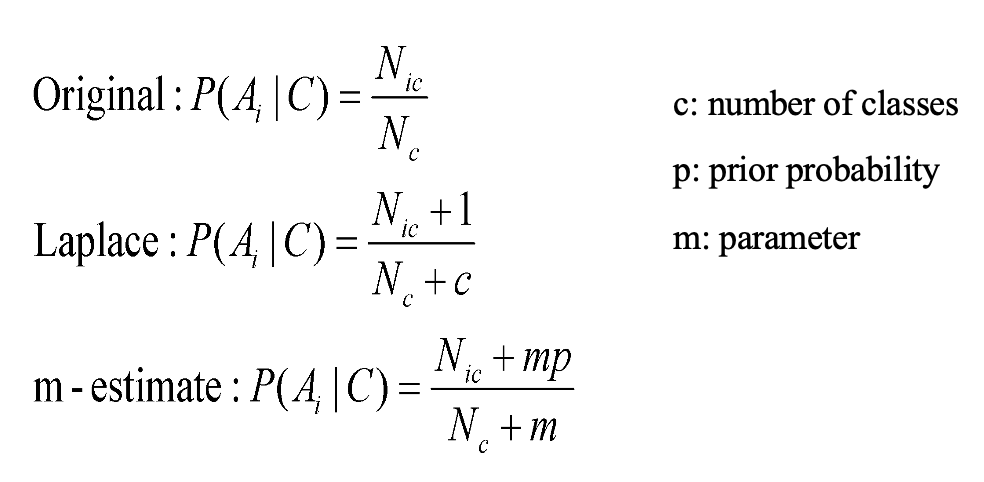 Original : P(A_i | C) = N_ic / N_c
c: number of classes
p: prior probability
Laplace : P(A_i | C) = (N_ic + 1) / (N_c + c)
m: parameter
m - estimate : P(A_i | C) = (N_ic + mp) / (N_c + m)